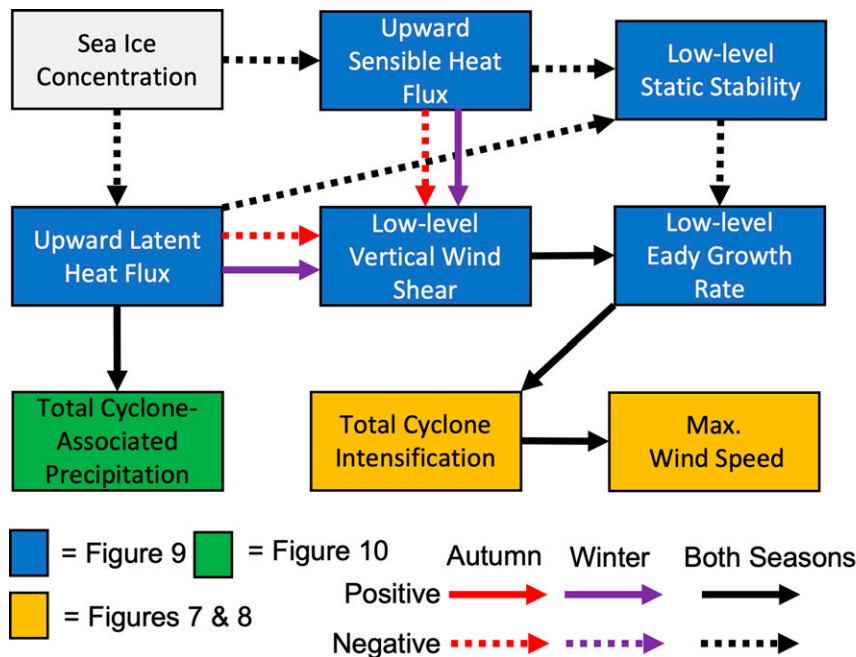 Sea Ice
Concentration
Upward
Sensible Heat
Flux
Low-level
Static Stability
Upward Latent
Heat Flux
Low-level
Vertical Wind
Shear
Low-level
Eady Growth
Rate
Total Cyclone-
Associated
Precipitation
Total Cyclone
Intensification
Max.
Wind Speed
= Figure 9
= Figure 10
= Figures 7 & 8
Autumn Winter Both Seasons
Positive
Negative